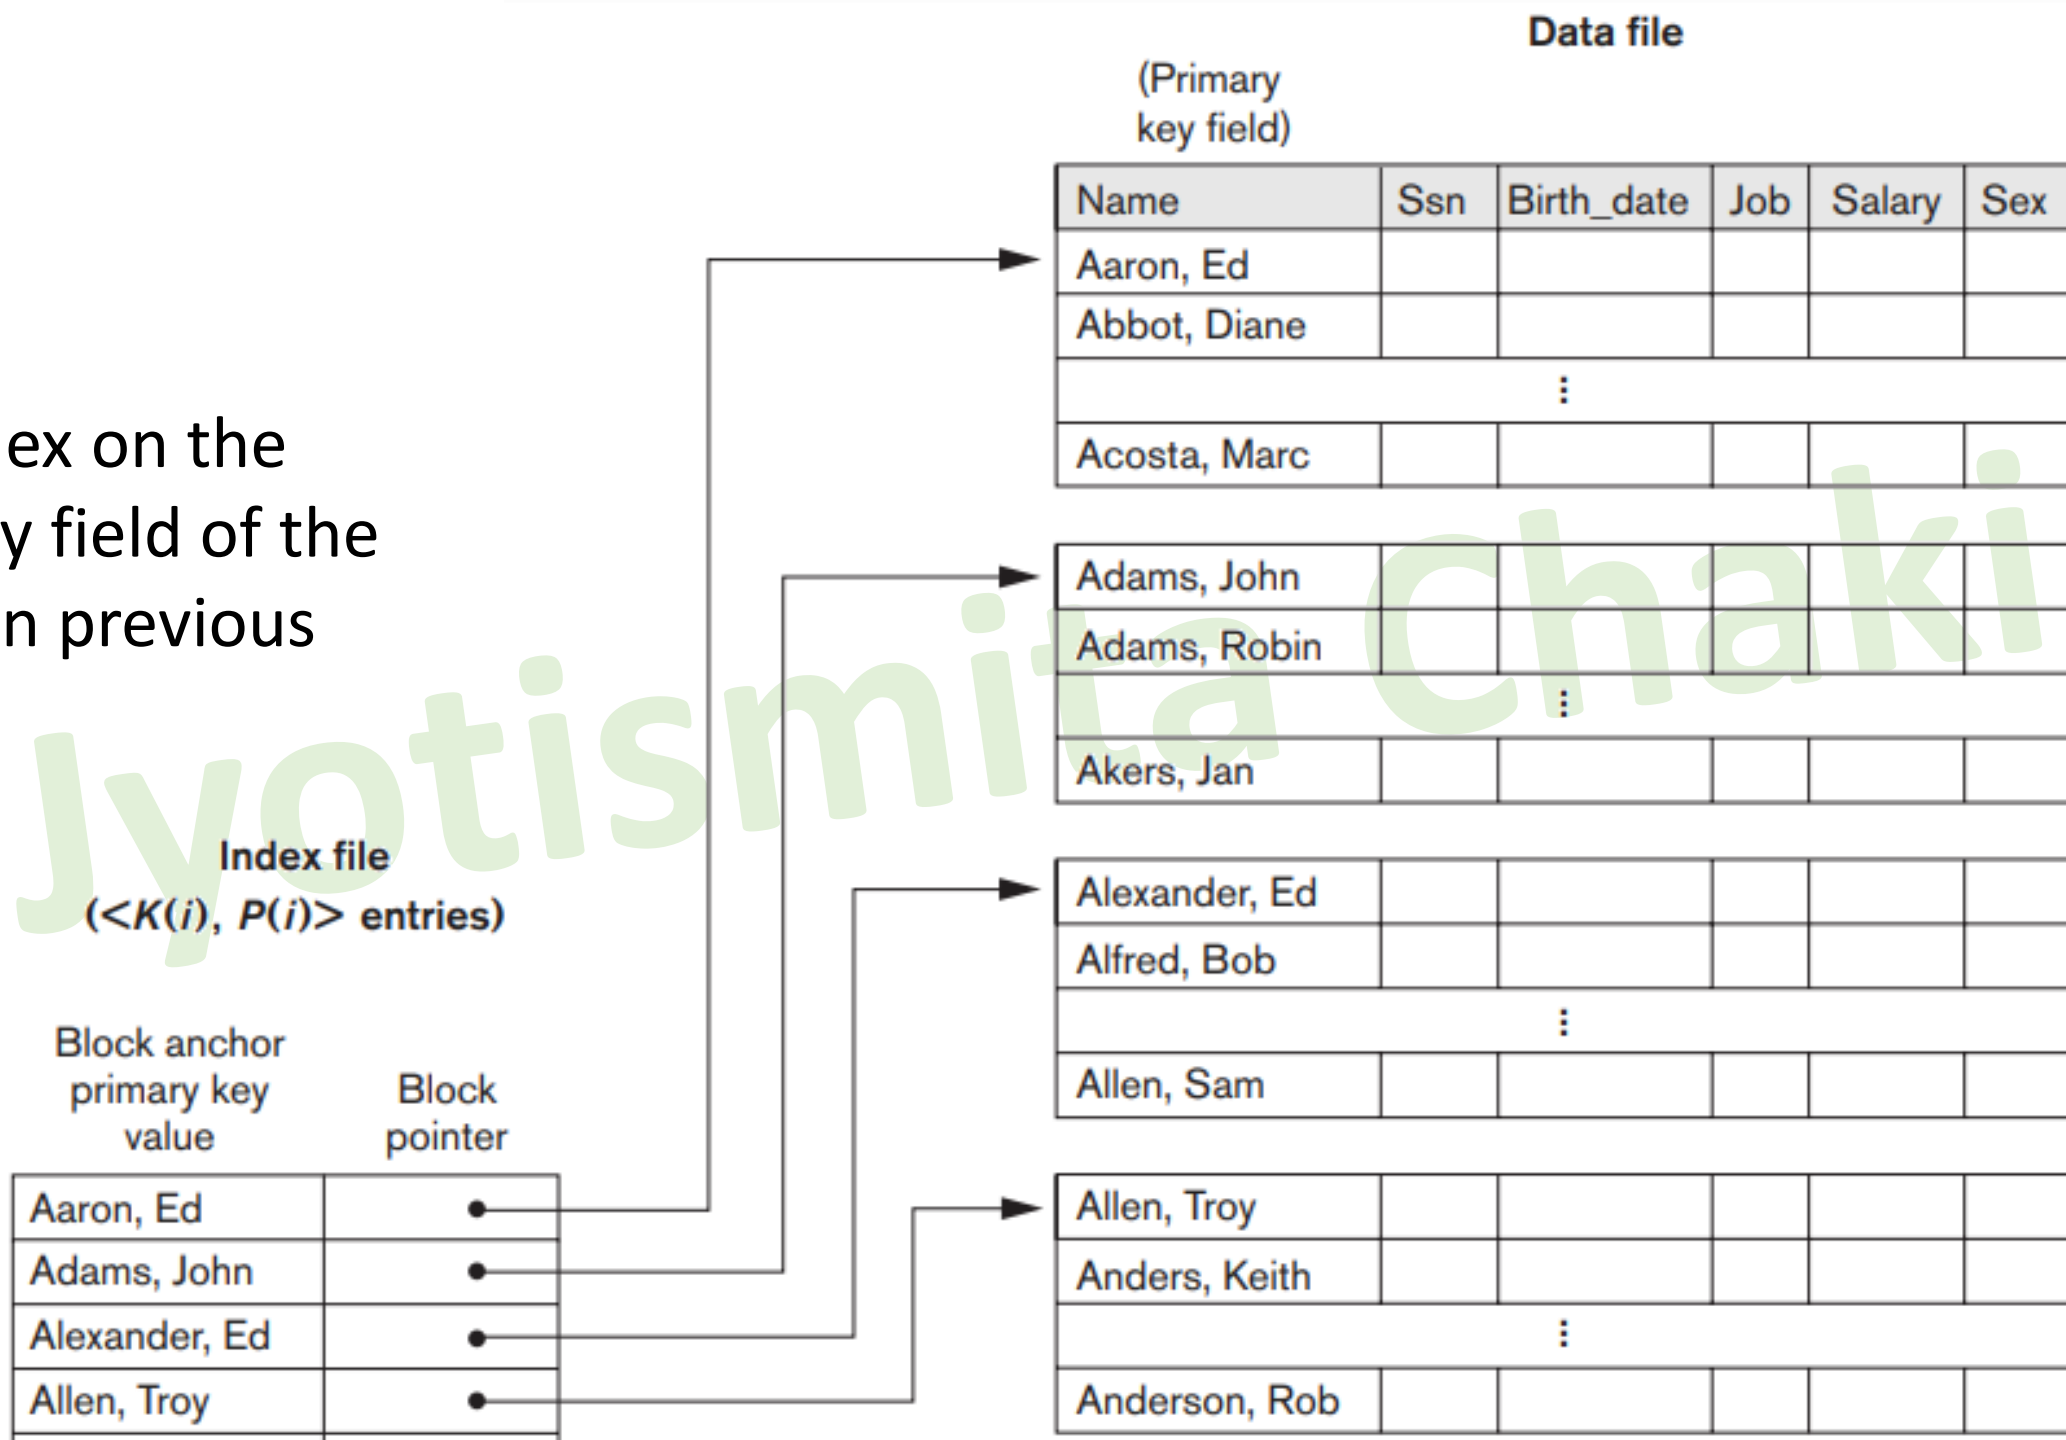 Data file
(Primary
key field)
Name Ssn Birth_date Job Salary Sex
Aaron, Ed
Abbot, Diane
Acosta, Marc
Adams, John
Adams, Robin
Akers, Jan
Alexander, Ed
Alfred, Bob
Allen, Sam
Allen, Troy
Anders, Keith
Anderson, Rob
ex on the
y field of the
n previous
Jyotismita Chaki
Index file
(<K(i), P(i)> entries)
Block anchor
primary key
value
Block
pointer
Aaron, Ed
Adams, John
Alexander, Ed
Allen, Troy